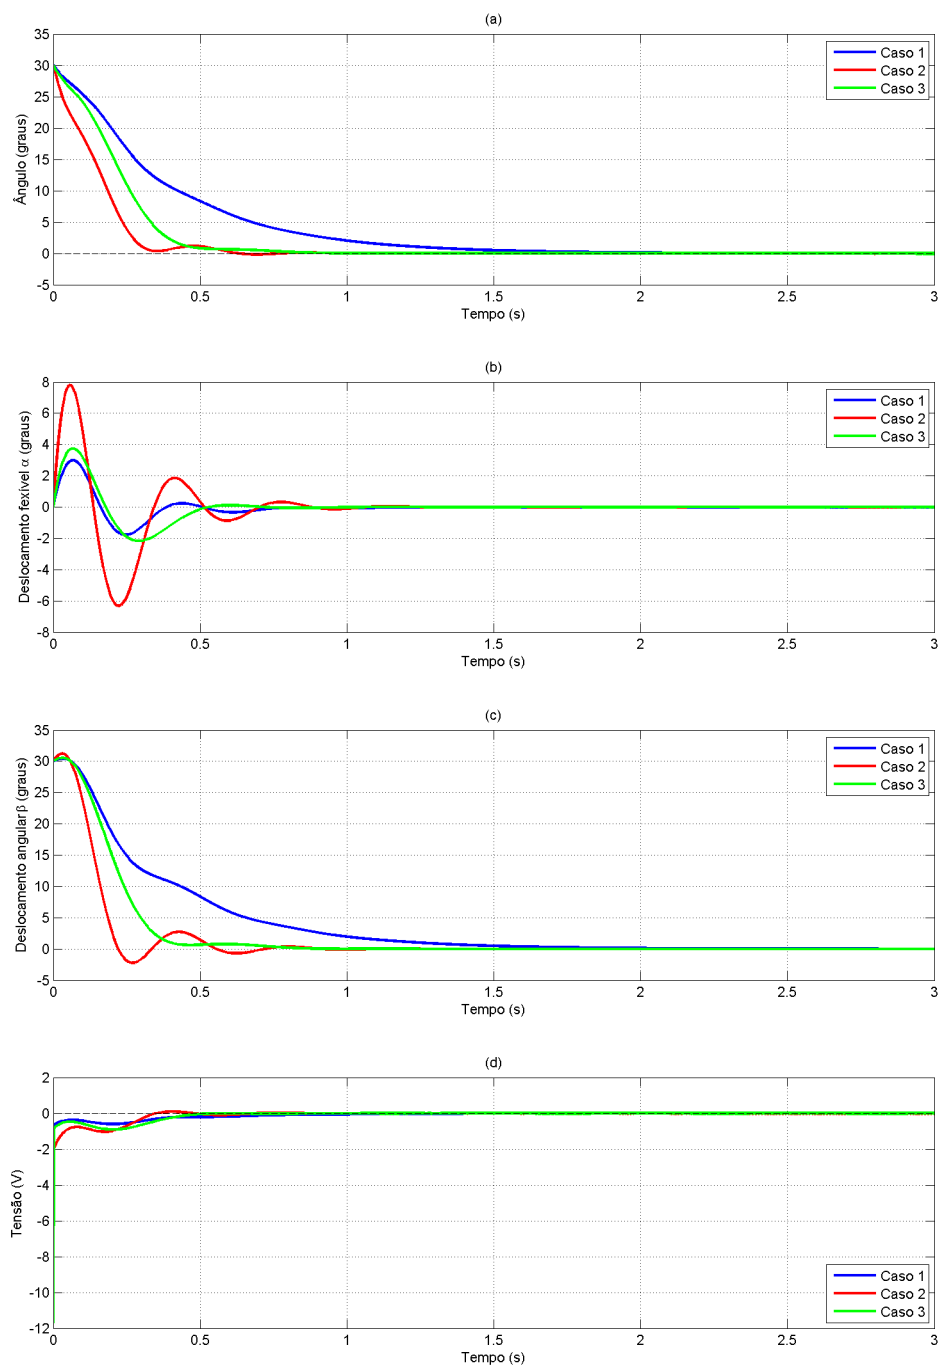 (a)
35
30
25
20
15
10
5
0
-5
Ângulo (graus)
Caso 1
Caso 2
Caso 3
0
0.5
1
1.5
2
2.5
3
Tempo (s)
(b)
8
6
4
2
0
-2
-4
-6
-8
Deslocamento fexível α (graus)
Caso 1
Caso 2
Caso 3
0
0.5
1
1.5
2
2.5
3
Tempo (s)
(c)
35
30
25
20
15
10
5
0
-5
Deslocamento angular β (graus)
Caso 1
Caso 2
Caso 3
0
0.5
1
1.5
2
2.5
3
Tempo (s)
(d)
2
0
-2
-4
-6
-8
-10
-12
Tensão (V)
Caso 1
Caso 2
Caso 3
0
0.5
1
1.5
2
2.5
3
Tempo (s)